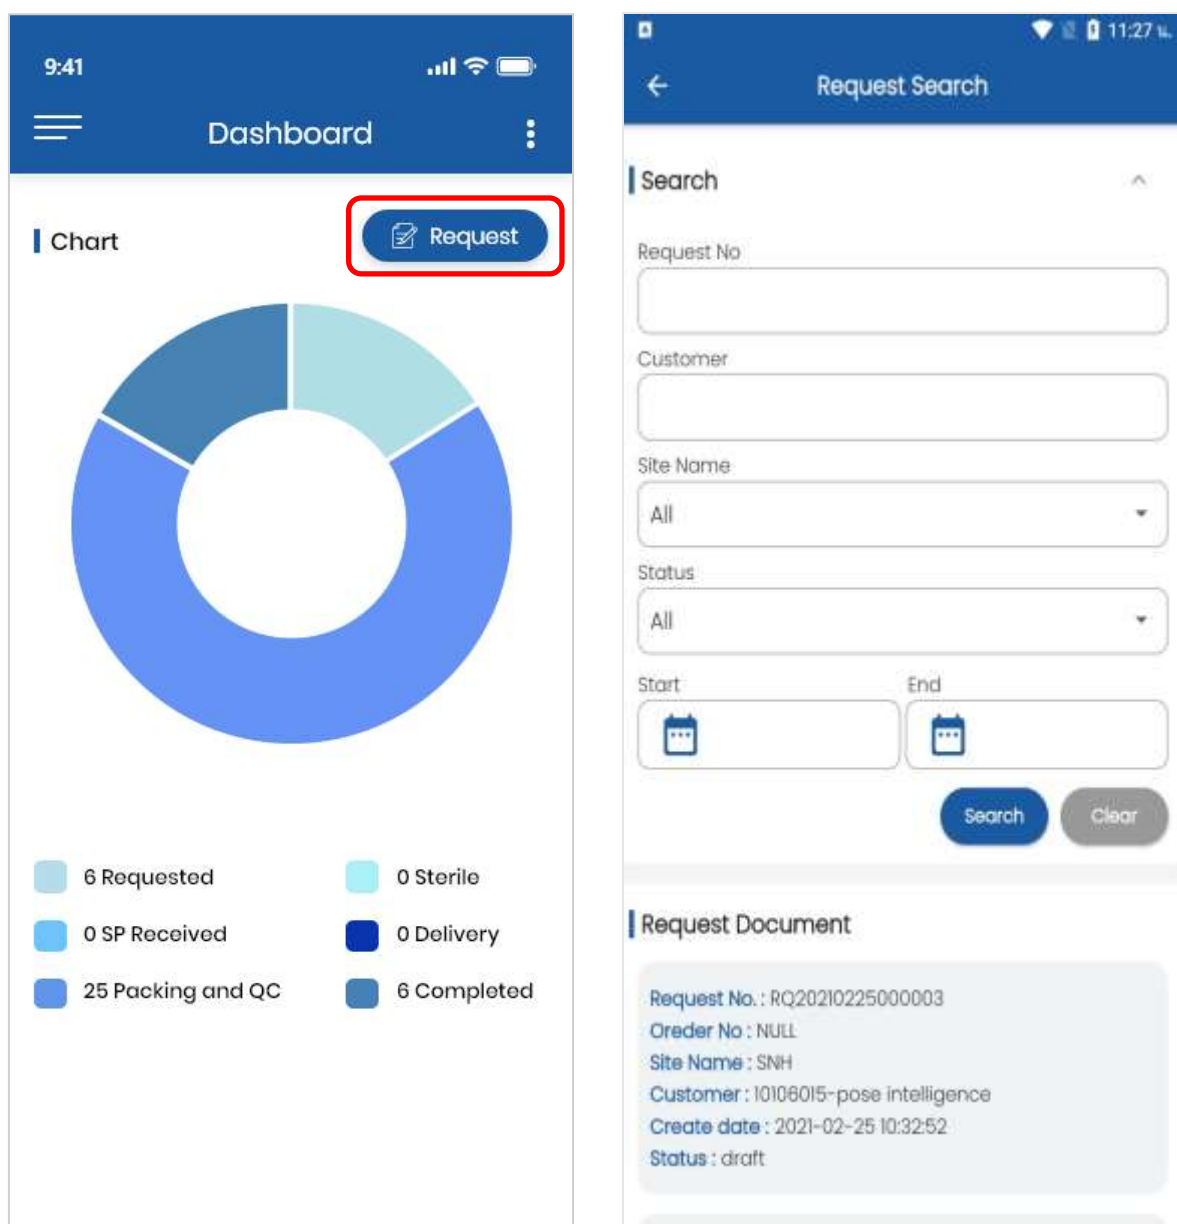 9:41
Dashboard
Chart
Request
6 Requested
0 Sterile
0 SP Received
0 Delivery
25 Packing and QC
6 Completed
11:27 น.
Request Search
Search
Request No
Customer
Site Name
All
Status
All
Start
End
Search
Clear
Request Document
Request No. : RQ20210225000003
Oreder No : NULL
Site Name : SNH
Customer : 10106015-pose intelligence
Create date : 2021-02-25 10:32:52
Status : draft